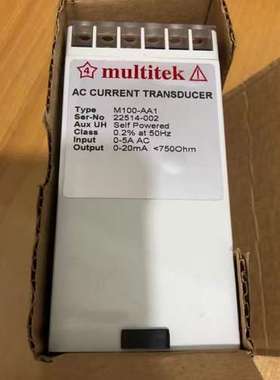 4 multitek
AC CURRENT TRANSDUCER
Type M100-AA1
Ser-No 22514-002
Aux UH Self Powered
Class 0.2% at 50Hz
Input 0-5A AC
Output 0-20mA <750Ohm